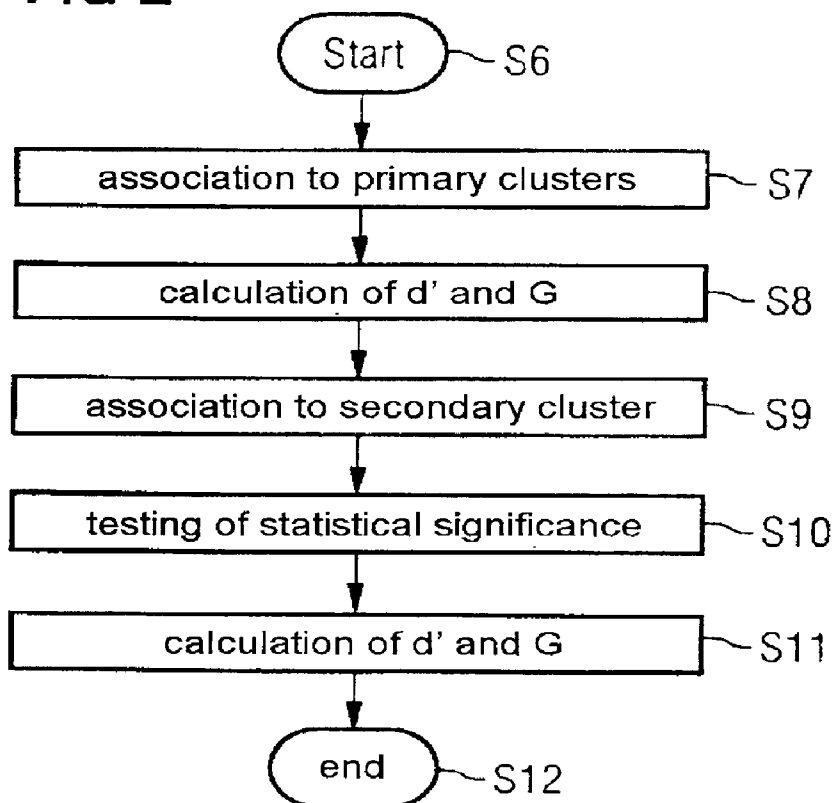 Start S6
association to primary clusters S7
calculation of d' and G S8
association to secondary cluster S9
testing of statistical significance S10
calculation of d' and G S11
end S12